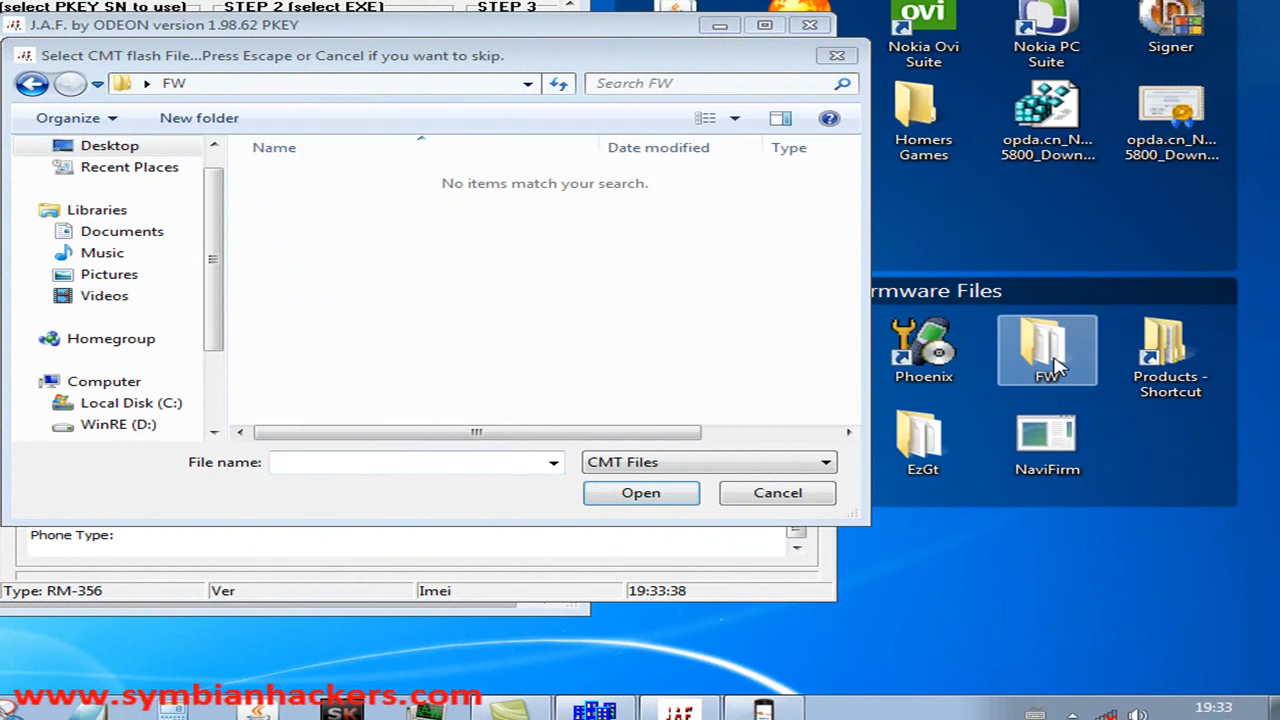 [select PKEY SN to use]
STEP 2 [select EXE]
STEP 3
J.A.F. by ODEON version 1.98.62 PKEY
Select CMT flash File...Press Escape or Cancel if you want to skip.
FW
Search FW
Organize
New folder
Desktop
Recent Places
Libraries
Documents
Music
Pictures
Videos
Homegroup
Computer
Local Disk (C:)
WinRE (D:)
Name
Date modified
Type
No items match your search.
File name:
CMT Files
Open
Cancel
Phone Type:
Type: RM-356
Ver
Imei
19:33:38
ovi
Nokia Ovi
Suite
Nokia PC
Suite
Signer
Homers
Games
opda.cn_N...
5800_Down...
opda.cn_N...
5800_Down...
rmware Files
Phoenix
FW
Products -
Shortcut
EzGt
NaviFirm
www.symbianhackers.com
SK
JAF
19:33